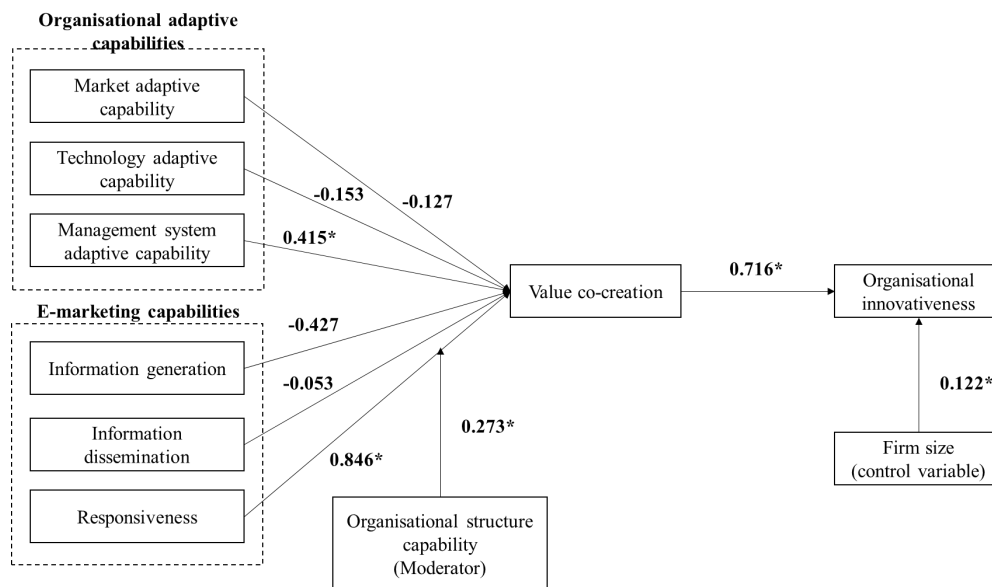 Organisational adaptive
capabilities
Market adaptive
capability
Technology adaptive
capability
Management system
adaptive capability
-0.153
-0.127
0.415*
E-marketing capabilities
Information generation
Information
dissemination
Responsiveness
-0.427
-0.053
0.846*
0.273*
Organisational structure
capability
(Moderator)
Value co-creation
0.716*
Organisational
innovativeness
0.122*
Firm size
(control variable)